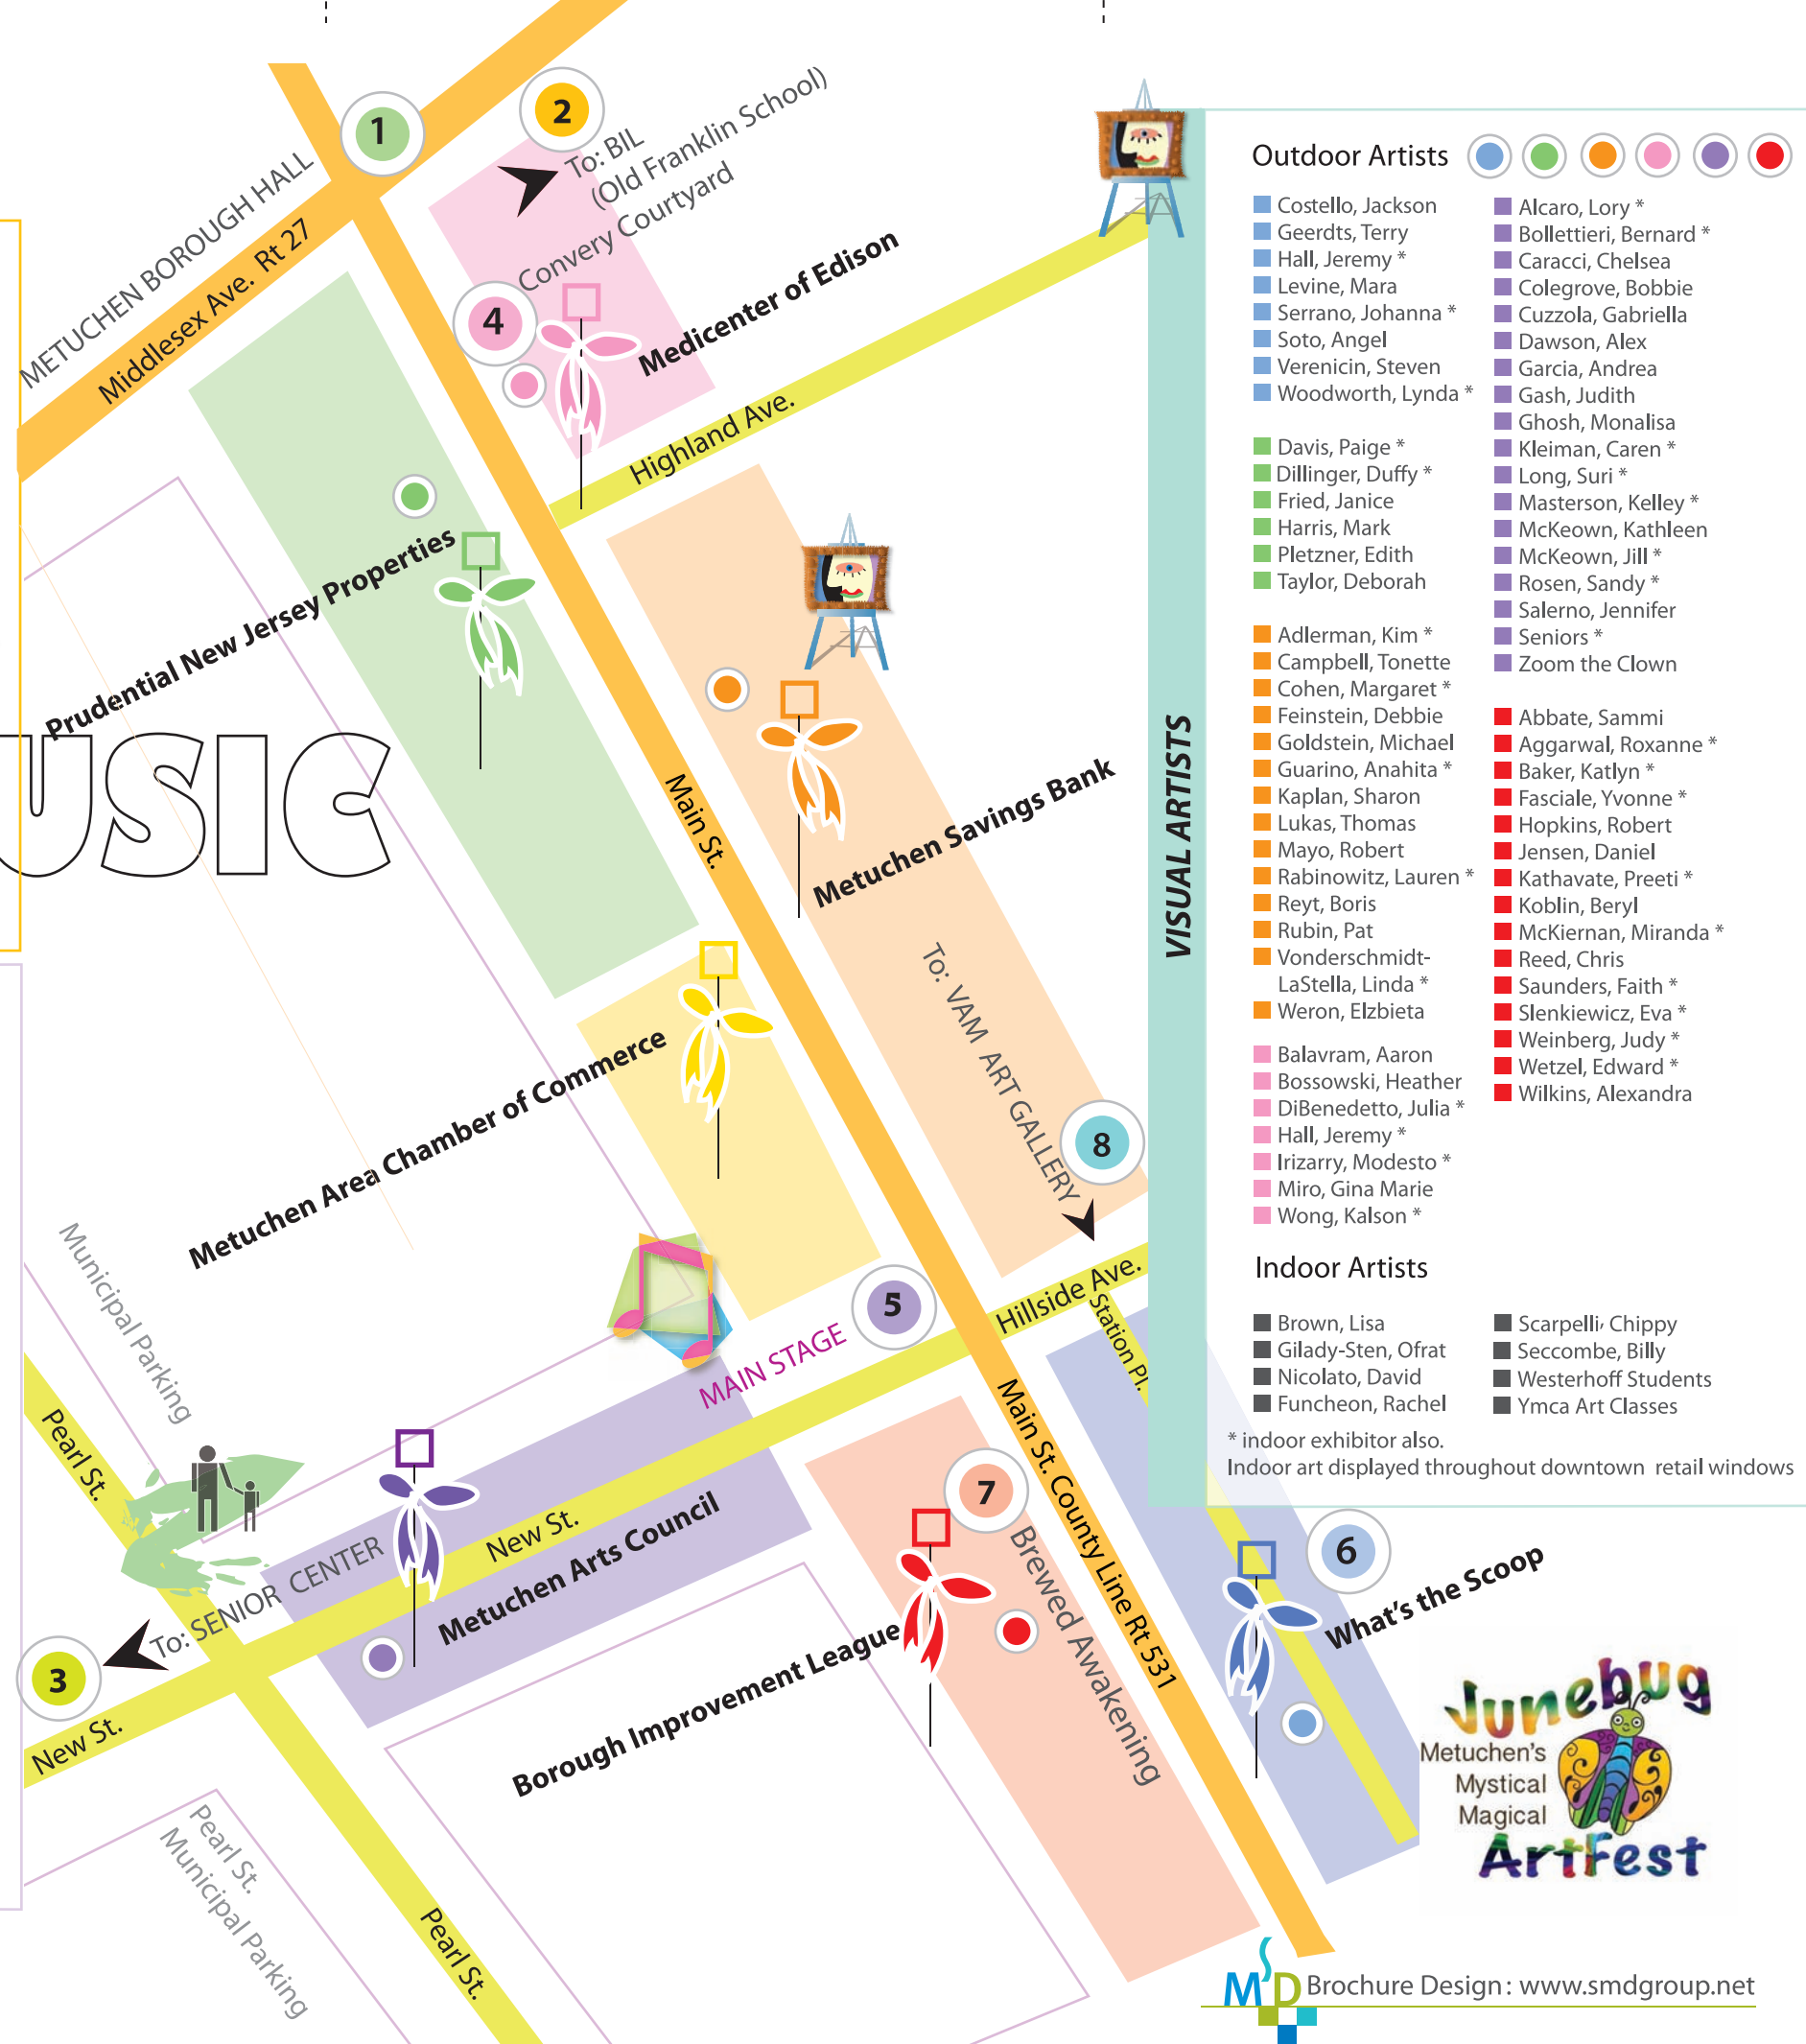 1
2
To: BIL
(Old Franklin School)
Convery Courtyard
METUCHEN BOROUGH HALL
Middlesex Ave. Rt 27
4
Medicenter of Edison
Highland Ave.
Prudential New Jersey Properties
USIC
Main St.
Metuchen Savings Bank
To: VAM ART GALLERY
8
Metuchen Area Chamber of Commerce
Municipal Parking
5
MAIN STAGE
Hillside Ave.
Station Pl.
Pearl St.
Main St. County Line Rt 531
7
Brewed Awakening
New St.
Metuchen Arts Council
To: SENIOR CENTER
3
New St.
Borough Improvement League
6
What's the Scoop
Pearl St.
Municipal Parking
Pearl St.
VISUAL ARTISTS
Outdoor Artists
Costello, Jackson
Geerdts, Terry
Hall, Jeremy *
Levine, Mara
Serrano, Johanna *
Soto, Angel
Verenicin, Steven
Woodworth, Lynda *
Davis, Paige *
Dillinger, Duffy *
Fried, Janice
Harris, Mark
Pletzner, Edith
Taylor, Deborah
Adlerman, Kim *
Campbell, Tonette
Cohen, Margaret *
Feinstein, Debbie
Goldstein, Michael
Guarino, Anahita *
Kaplan, Sharon
Lukas, Thomas
Mayo, Robert
Rabinowitz, Lauren *
Reyt, Boris
Rubin, Pat
Vonderschmidt-
LaStella, Linda *
Weron, Elzbieta
Balavram, Aaron
Bossowski, Heather
DiBenedetto, Julia *
Hall, Jeremy *
Irizarry, Modesto *
Miro, Gina Marie
Wong, Kalson *
Alcaro, Lory *
Bollettieri, Bernard *
Caracci, Chelsea
Colegrove, Bobbie
Cuzzola, Gabriella
Dawson, Alex
Garcia, Andrea
Gash, Judith
Ghosh, Monalisa
Kleiman, Caren *
Long, Suri *
Masterson, Kelley *
McKeown, Kathleen
McKeown, Jill *
Rosen, Sandy *
Salerno, Jennifer
Seniors *
Zoom the Clown
Abbate, Sammi
Aggarwal, Roxanne *
Baker, Katlyn *
Fasciale, Yvonne *
Hopkins, Robert
Jensen, Daniel
Kathavate, Preeti *
Koblin, Beryl
McKiernan, Miranda *
Reed, Chris
Saunders, Faith *
Slenkiewicz, Eva *
Weinberg, Judy *
Wetzel, Edward *
Wilkins, Alexandra
Indoor Artists
Brown, Lisa
Gilady-Sten, Ofrat
Nicolato, David
Funcheon, Rachel
Scarpelli, Chippy
Seccombe, Billy
Westerhoff Students
Ymca Art Classes
* indoor exhibitor also.
Indoor art displayed throughout downtown retail windows
Junebug
Metuchen's
Mystical
Magical
ArtFest
MSD
Brochure Design: www.smdgroup.net